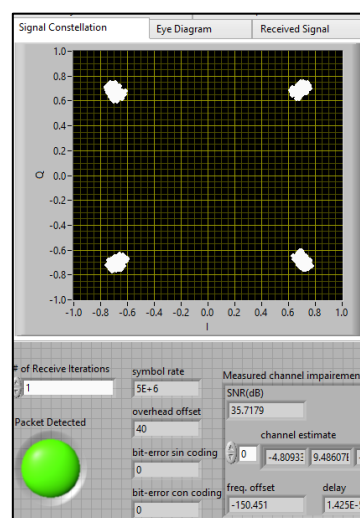 Signal Constellation Eye Diagram Received Signal
1.0
0.8
0.6
0.4
0.2
Q 0.0
-0.2
-0.4
-0.6
-0.8
-1.0
-1.0 -0.8 -0.6 -0.4 -0.2 0.0 0.2 0.4 0.6 0.8 1.0
I
# of Receive Iterations
1
Packet Detected
symbol rate
5E+6
overhead offset
40
bit-error sin coding
0
bit-error con coding
0
Measured channel impairmen
SNR(dB)
35.7179
channel estimate
0 -4.8093 9.48607
freq. offset delay
-150.451 1.425E-